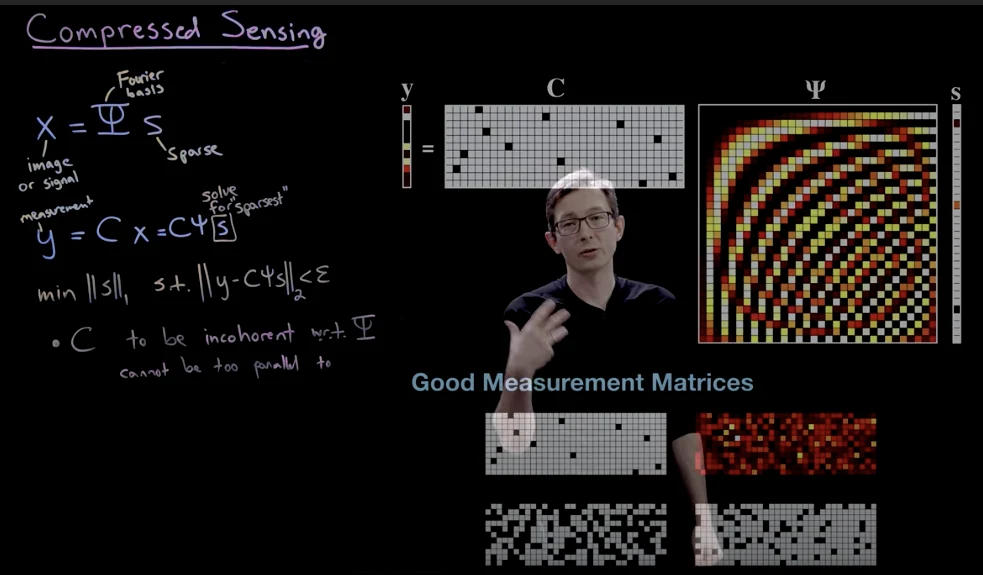 Compressed Sensing
Fourier
basis
x = Ψ s
image
or signal
sparse
measurement
solve
for "sparsest"
y = C x = CΨ s
min ||s||₁ s.t. ||y-CΨs||₂ < ε
• C to be incoherent w.r.t. Ψ
cannot be too parallel to
y = C Ψ s
Good Measurement Matrices